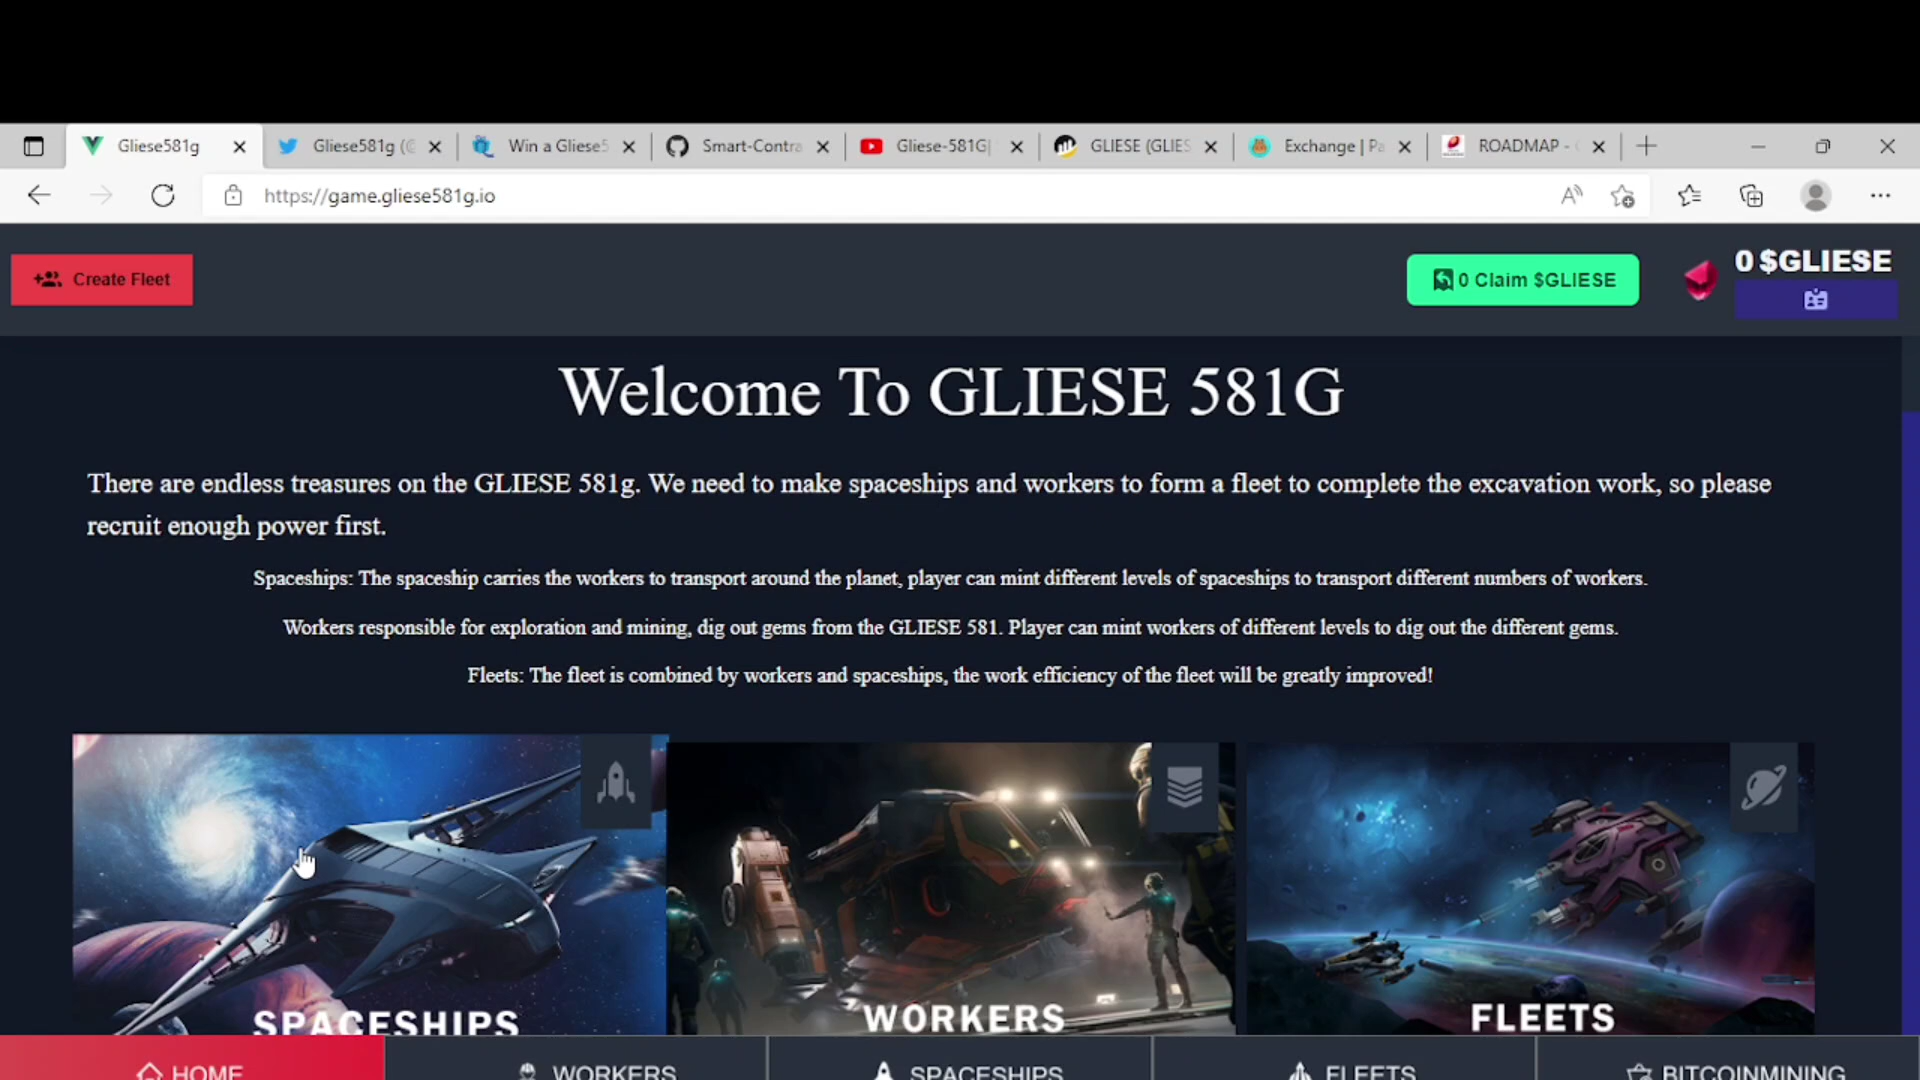 Gliese581g
Gliese581g (@
Win a Gliese5
Smart-Contra
Gliese-581G|
GLIESE (GLIES
Exchange | Pa
ROADMAP -
https://game.gliese581g.io
Create Fleet
0 Claim $GLIESE
0 $GLIESE
Welcome To GLIESE 581G
There are endless treasures on the GLIESE 581g. We need to make spaceships and workers to form a fleet to complete the excavation work, so please
recruit enough power first.
Spaceships: The spaceship carries the workers to transport around the planet, player can mint different levels of spaceships to transport different numbers of workers.
Workers responsible for exploration and mining, dig out gems from the GLIESE 581. Player can mint workers of different levels to dig out the different gems.
Fleets: The fleet is combined by workers and spaceships, the work efficiency of the fleet will be greatly improved!
SPACESHIPS
WORKERS
FLEETS
HOME
WORKERS
SPACESHIPS
FLEETS
BITCOINMINING